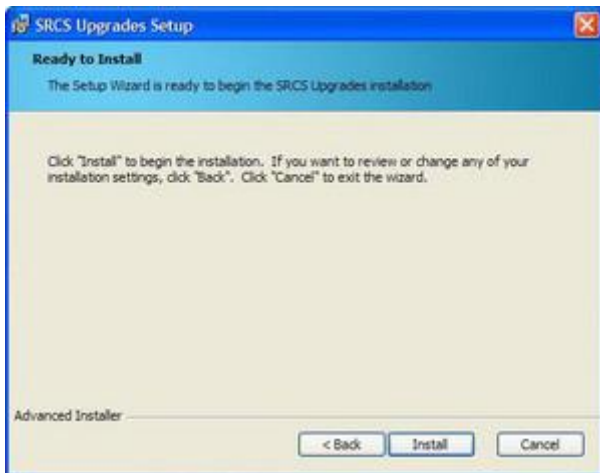 SRCS Upgrades Setup
Ready to Install
The Setup Wizard is ready to begin the SRCS Upgrades installation
Click "Install" to begin the installation. If you want to review or change any of your
installation settings, click "Back". Click "Cancel" to exit the wizard.
Advanced Installer
< Back Install Cancel